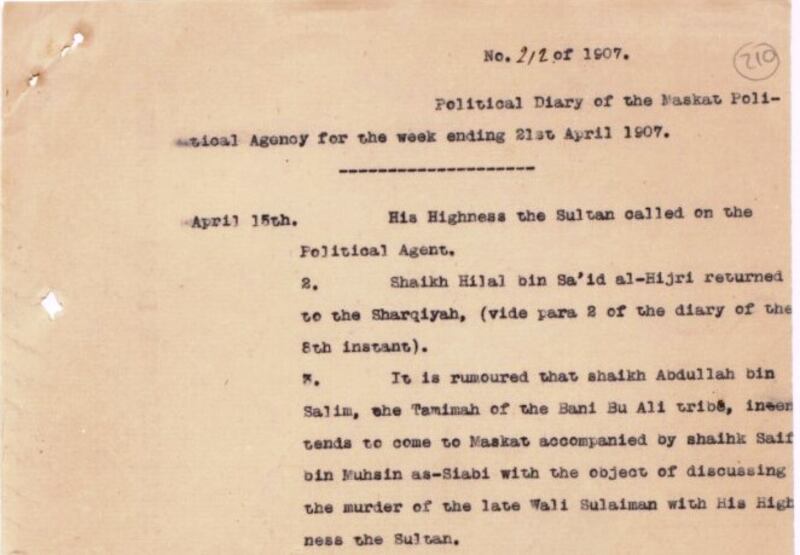 No. 212 of 1907.
210
Political Diary of the Maskat Poli-
tical Agency for the week ending 21st April 1907.
April 15th. His Highness the Sultan called on the
Political Agent.
2. Shaikh Hilal bin Sa'id al-Hijri returned
to the Sharqiyah, (vide para 2 of the diary of the
8th instant).
3. It is rumoured that shaikh Abdullah bin
Salim, the Tamimah of the Bani Bu Ali tribe, in
tends to come to Maskat accompanied by shaihk Saif
bin Muhsin as-Siabi with the object of discussing
the murder of the late Wali Sulaiman with His High
ness the Sultan.